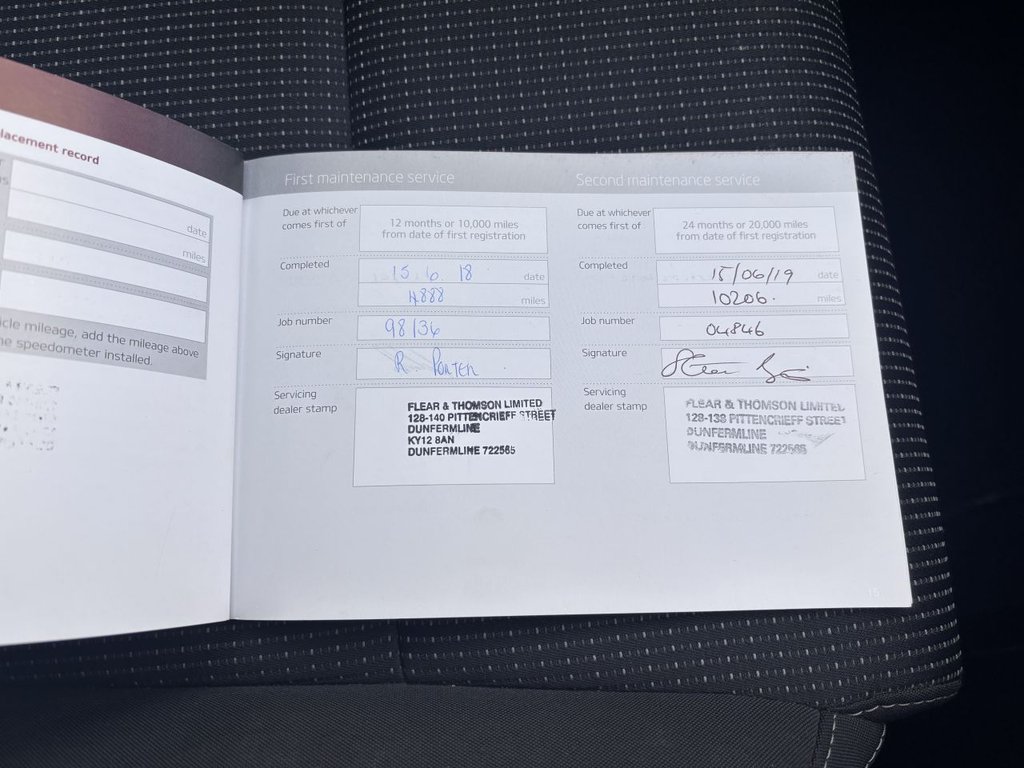 lacement record
date
miles
cle mileage, add the mileage above
e speedometer installed.
First maintenance service
Due at whichever
comes first of
12 months or 10,000 miles
from date of first registration
Completed
15.6.18 date
4888 miles
Job number
98136
Signature
R Porter
Servicing
dealer stamp
FLEAR & THOMSON LIMITED
128-140 PITTENCRIEFF STREET
DUNFERMLINE
KY12 8AN
DUNFERMLINE 722565
Second maintenance service
Due at whichever
comes first of
24 months or 20,000 miles
from date of first registration
Completed
15/06/19 date
10206. miles
Job number
04846
Signature
Servicing
dealer stamp
FLEAR & THOMSON LIMITED
128-138 PITTENCRIEFF STREET
DUNFERMLINE
DUNFERMLINE 722565
15